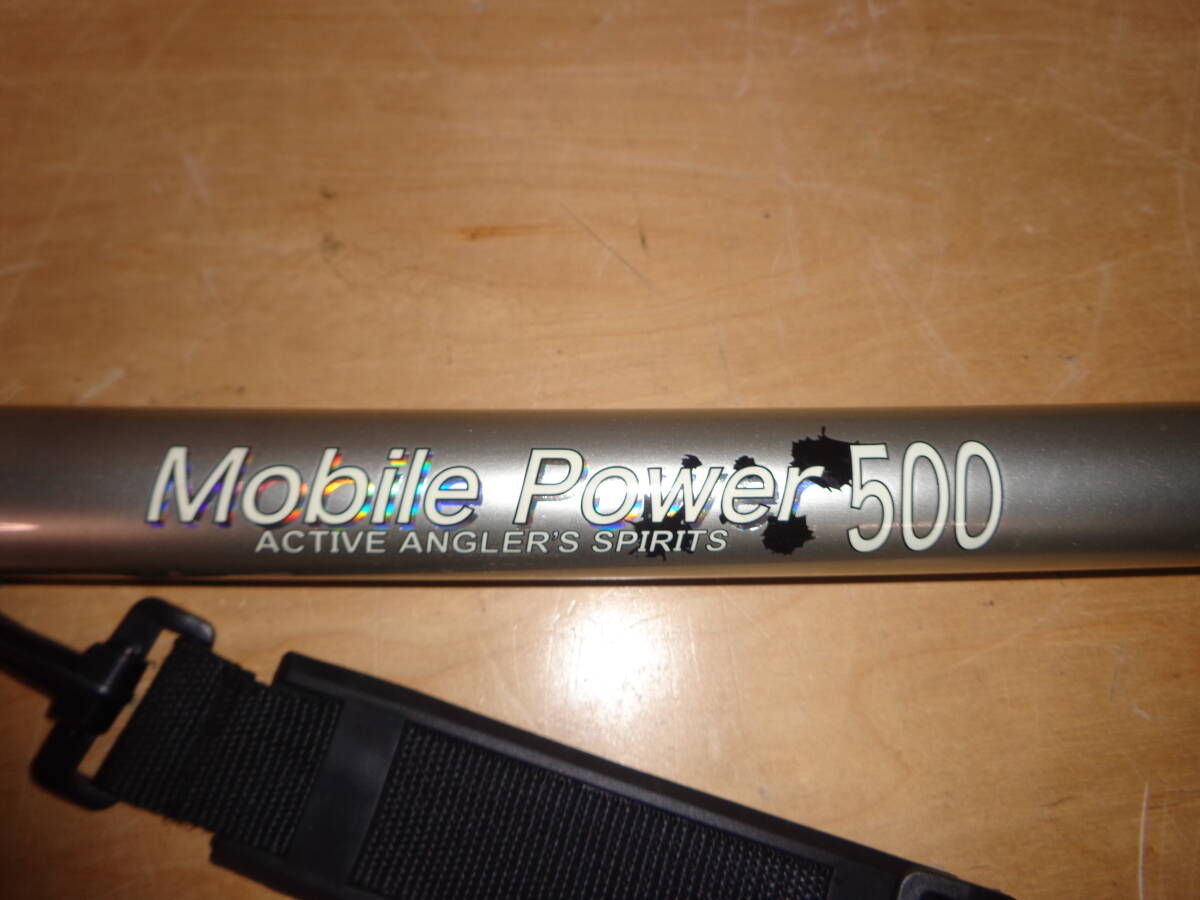 Mobile Power 500
ACTIVE ANGLER'S SPIRITS